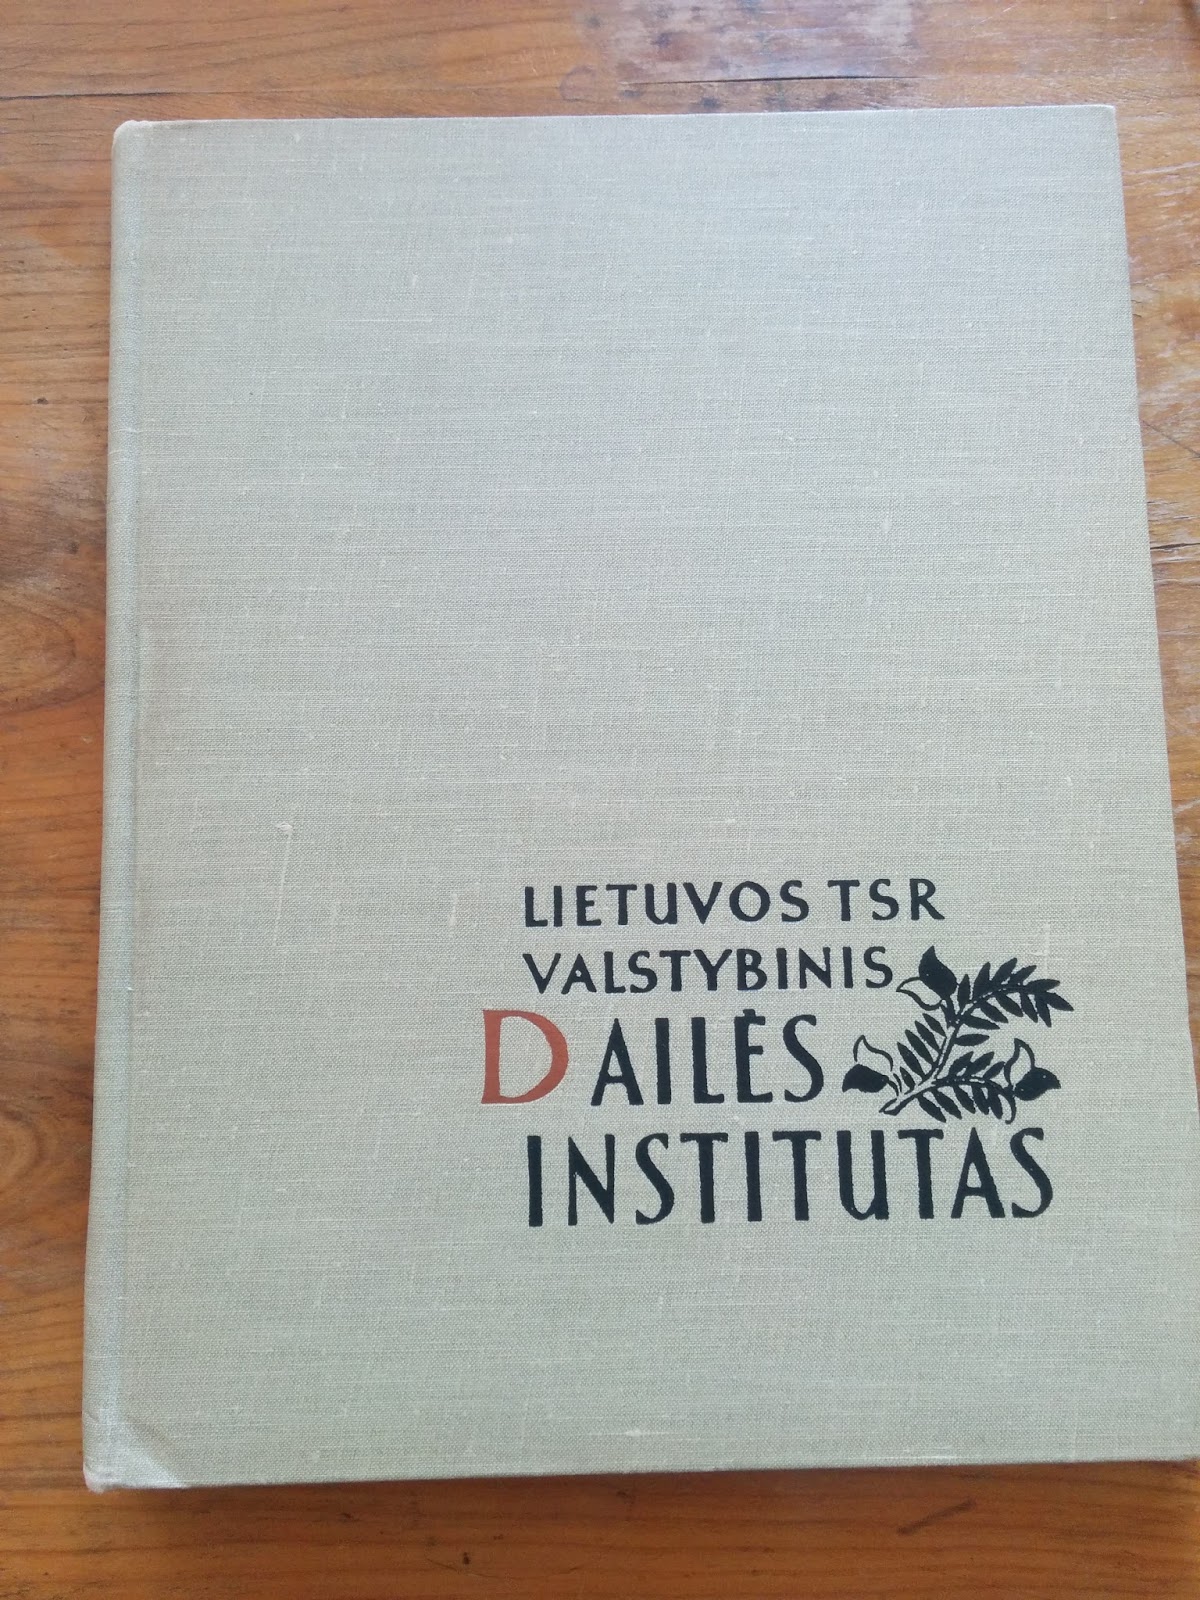 LIETUVOS TSR
VALSTYBINIS
DAILĖS
INSTITUTAS